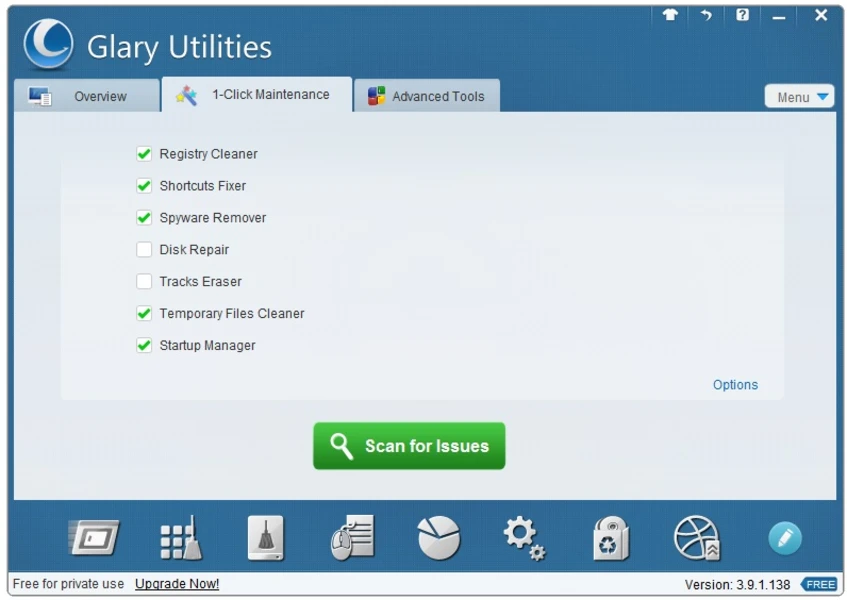 Glary Utilities
?
Overview
1-Click Maintenance
Advanced Tools
Menu
Registry Cleaner
Shortcuts Fixer
Spyware Remover
Disk Repair
Tracks Eraser
Temporary Files Cleaner
Startup Manager
Options
Scan for Issues
Free for private use Upgrade Now! Version: 3.9.1.138 FREE